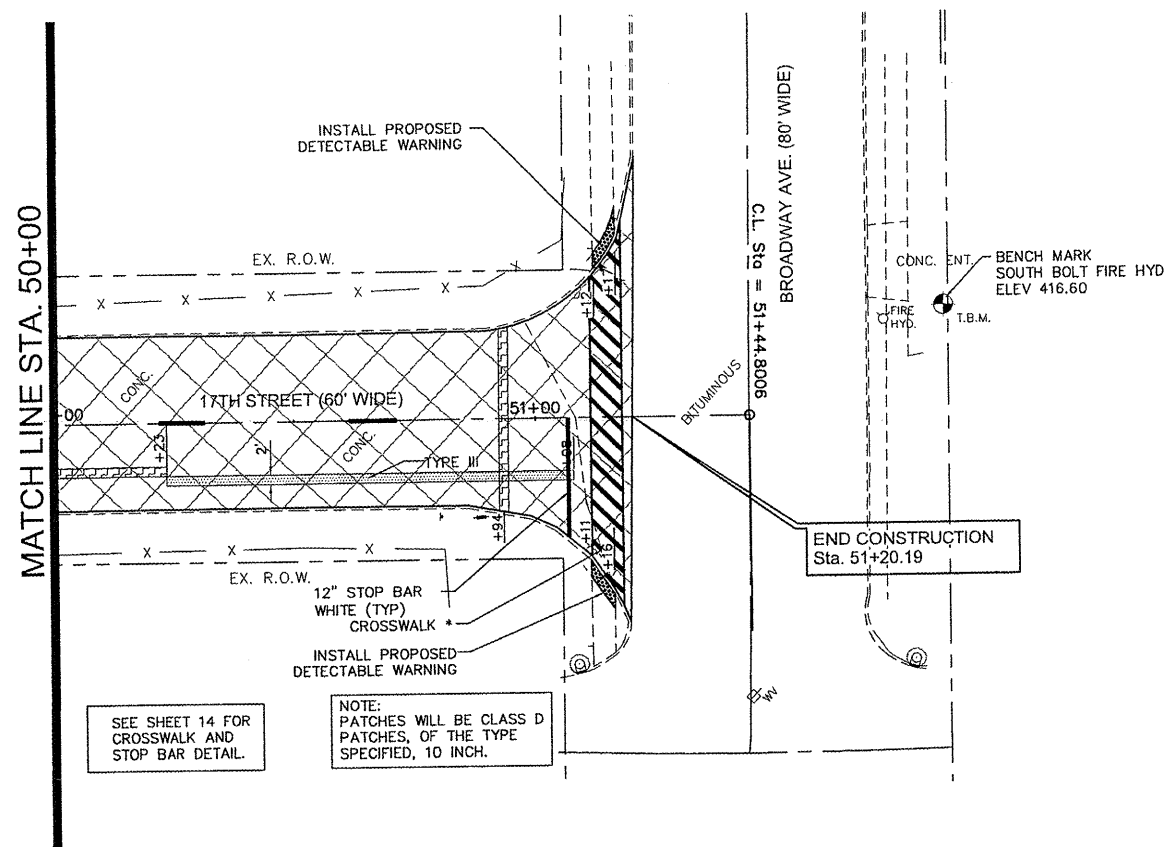 MATCH LINE STA. 50+00
INSTALL PROPOSED
DETECTABLE WARNING
EX. R.O.W.
X X X X X X
C.L. Sta = 51+44.8006
BROADWAY AVE. (80' WIDE)
CONC. ENT.
BENCH MARK
SOUTH BOLT FIRE HYD
ELEV 416.60
FIRE
HYD.
T.B.M.
+12
+17
CONC.
17TH STREET (60' WIDE)
51+00
BITUMINOUS
+00
+23
2'
CONC.
TYPE III
+08
+94
+11
+16
X X X
EX. R.O.W.
END CONSTRUCTION
Sta. 51+20.19
12" STOP BAR
WHITE (TYP)
CROSSWALK *
INSTALL PROPOSED
DETECTABLE WARNING
WV
SEE SHEET 14 FOR
CROSSWALK AND
STOP BAR DETAIL.
NOTE:
PATCHES WILL BE CLASS D
PATCHES, OF THE TYPE
SPECIFIED, 10 INCH.